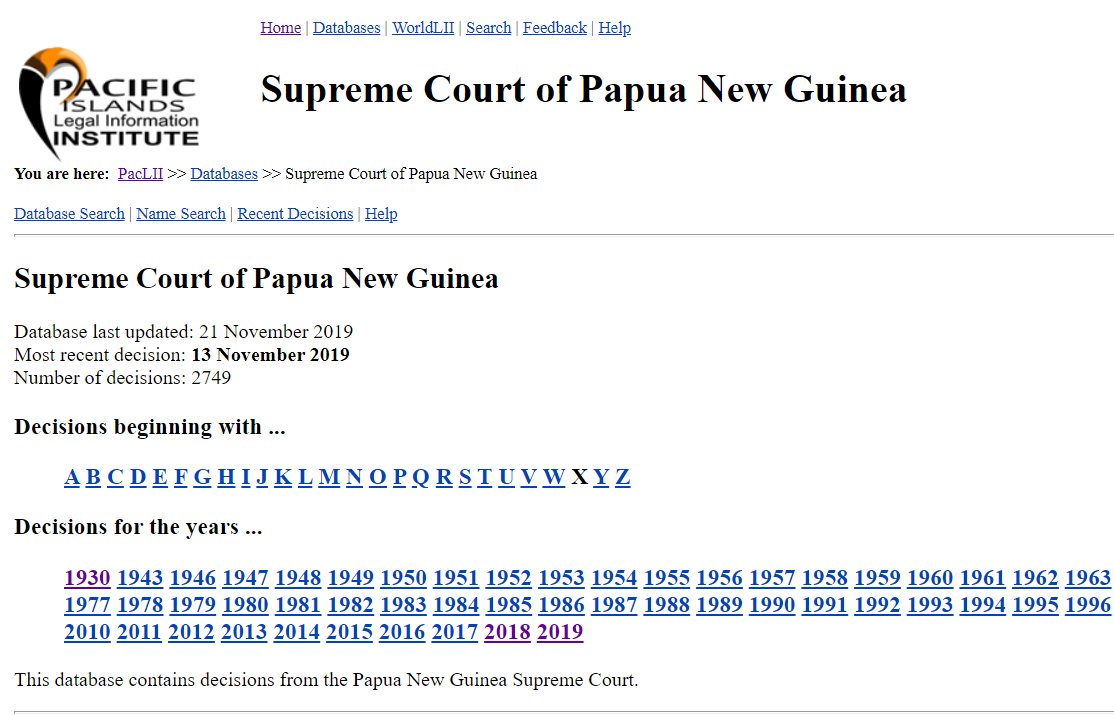 Home | Databases | WorldLII | Search | Feedback | Help
PACIFIC
ISLANDS
Legal Information
INSTITUTE
Supreme Court of Papua New Guinea
You are here: PacLII >> Databases >> Supreme Court of Papua New Guinea
Database Search | Name Search | Recent Decisions | Help
Supreme Court of Papua New Guinea
Database last updated: 21 November 2019
Most recent decision: 13 November 2019
Number of decisions: 2749
Decisions beginning with ...
A B C D E F G H I J K L M N O P Q R S T U V W X Y Z
Decisions for the years ...
1930 1943 1946 1947 1948 1949 1950 1951 1952 1953 1954 1955 1956 1957 1958 1959 1960 1961 1962 1963
1977 1978 1979 1980 1981 1982 1983 1984 1985 1986 1987 1988 1989 1990 1991 1992 1993 1994 1995 1996
2010 2011 2012 2013 2014 2015 2016 2017 2018 2019
This database contains decisions from the Papua New Guinea Supreme Court.